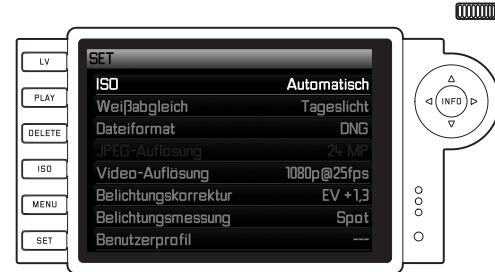 LV
PLAY
DELETE
ISO
MENU
SET
SET
ISO Automatisch
Weißabgleich Tageslicht
Dateiformat DNG
JPEG-Auflösung 24 MP
Video-Auflösung 1080p@25fps
Belichtungskorrektur EV +1,3
Belichtungsmessung Spot
Benutzerprofil ---
INFO